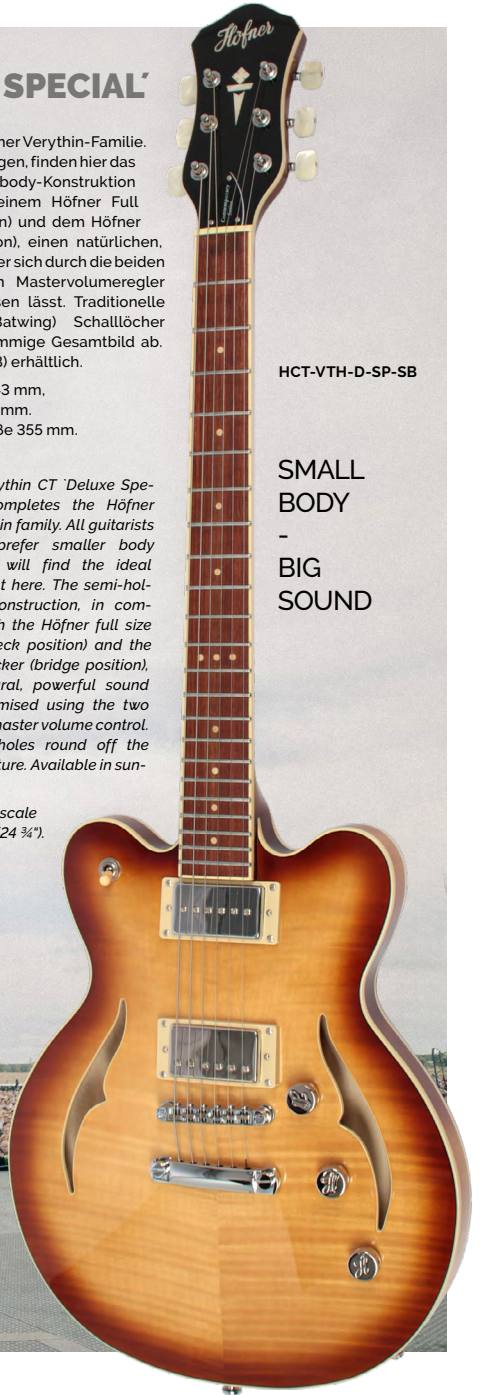 Höfner
SPECIAL´
Verythin-Familie.
finden hier das
body-Konstruktion
einem Höfner Full
und dem Höfner
einen natürlichen,
er sich durch die beiden
Mastervolumeregler
sen lässt. Traditionelle
Batwing) Schalllöcher
mmige Gesamtbild ab.
erhältlich.
3 mm,
mm.
ße 355 mm.
HCT-VTH-D-SP-SB
SMALL
BODY
-
BIG
SOUND
ythin CT `Deluxe Spe-
ompletes the Höfner
in family. All guitarists
prefer smaller body
will find the ideal
t here. The semi-hol-
onstruction, in com-
h the Höfner full size
eck position) and the
cker (bridge position),
ral, powerful sound
mised using the two
master volume control.
holes round off the
ture. Available in sun-
scale
24 ¾“).